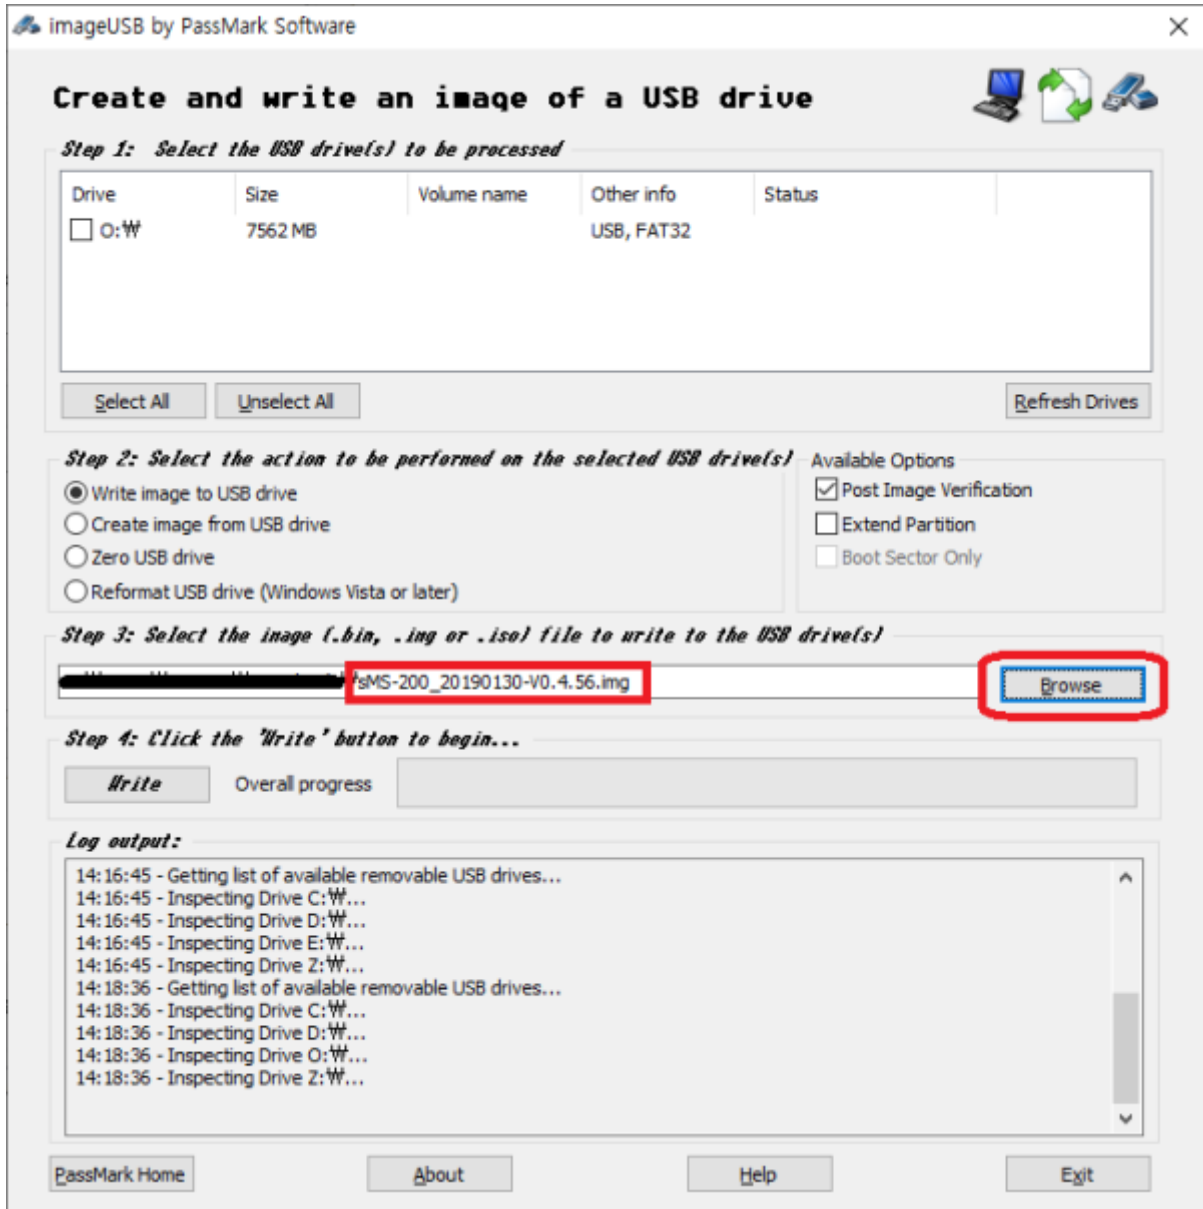 imageUSB by PassMark Software
Create and write an image of a USB drive
Step 1: Select the USB drive(s) to be processed
Drive Size Volume name Other info Status
O:₩ 7562 MB USB, FAT32
Select All Unselect All Refresh Drives
Step 2: Select the action to be performed on the selected USB drive(s) Available Options
Write image to USB drive Post Image Verification
Create image from USB drive Extend Partition
Zero USB drive Boot Sector Only
Reformat USB drive (Windows Vista or later)
Step 3: Select the image (.bin, .img or .iso) file to write to the USB drive(s)
sMS-200_20190130-V0.4.56.img Browse
Step 4: Click the 'Write' button to begin...
Write Overall progress
Log output:
14:16:45 - Getting list of available removable USB drives...
14:16:45 - Inspecting Drive C:₩...
14:16:45 - Inspecting Drive D:₩...
14:16:45 - Inspecting Drive E:₩...
14:16:45 - Inspecting Drive Z:₩...
14:18:36 - Getting list of available removable USB drives...
14:18:36 - Inspecting Drive C:₩...
14:18:36 - Inspecting Drive D:₩...
14:18:36 - Inspecting Drive O:₩...
14:18:36 - Inspecting Drive Z:₩...
PassMark Home About Help Exit